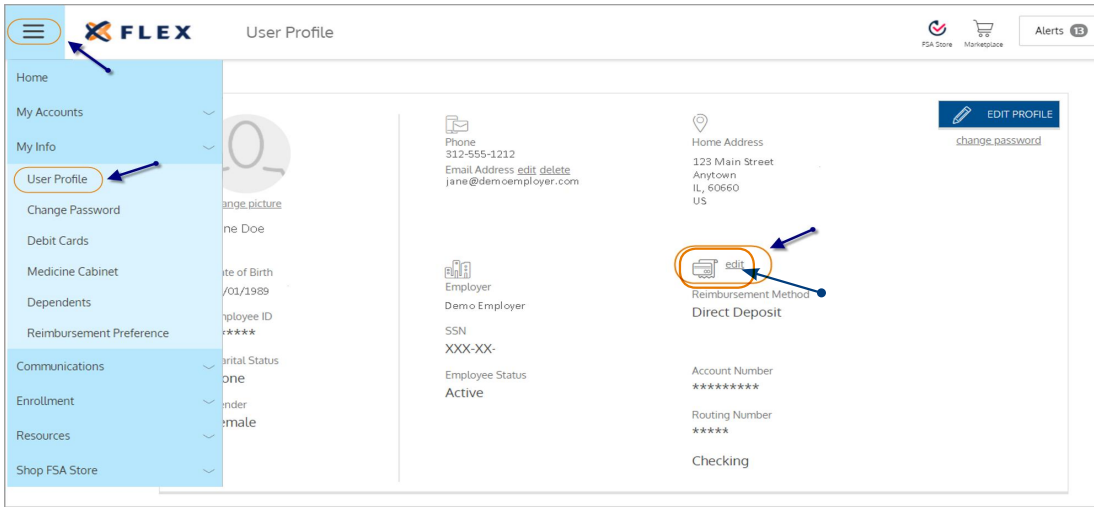 FLEX
User Profile
FSA Store
Marketplace
Alerts 13
Home
My Accounts
My Info
User Profile
Change Password
Debit Cards
Medicine Cabinet
Dependents
Reimbursement Preference
Communications
Enrollment
Resources
Shop FSA Store
ange picture
ne Doe
te of Birth
/01/1989
ployee ID
*****
arital Status
one
ender
emale
Phone
312-555-1212
Email Address edit delete
jane@demoemployer.com
Employer
Demo Employer
SSN
XXX-XX-
Employee Status
Active
Home Address
123 Main Street
Anytown
IL, 60660
US
edit
Reimbursement Method
Direct Deposit
Account Number
*********
Routing Number
*****
Checking
EDIT PROFILE
change password